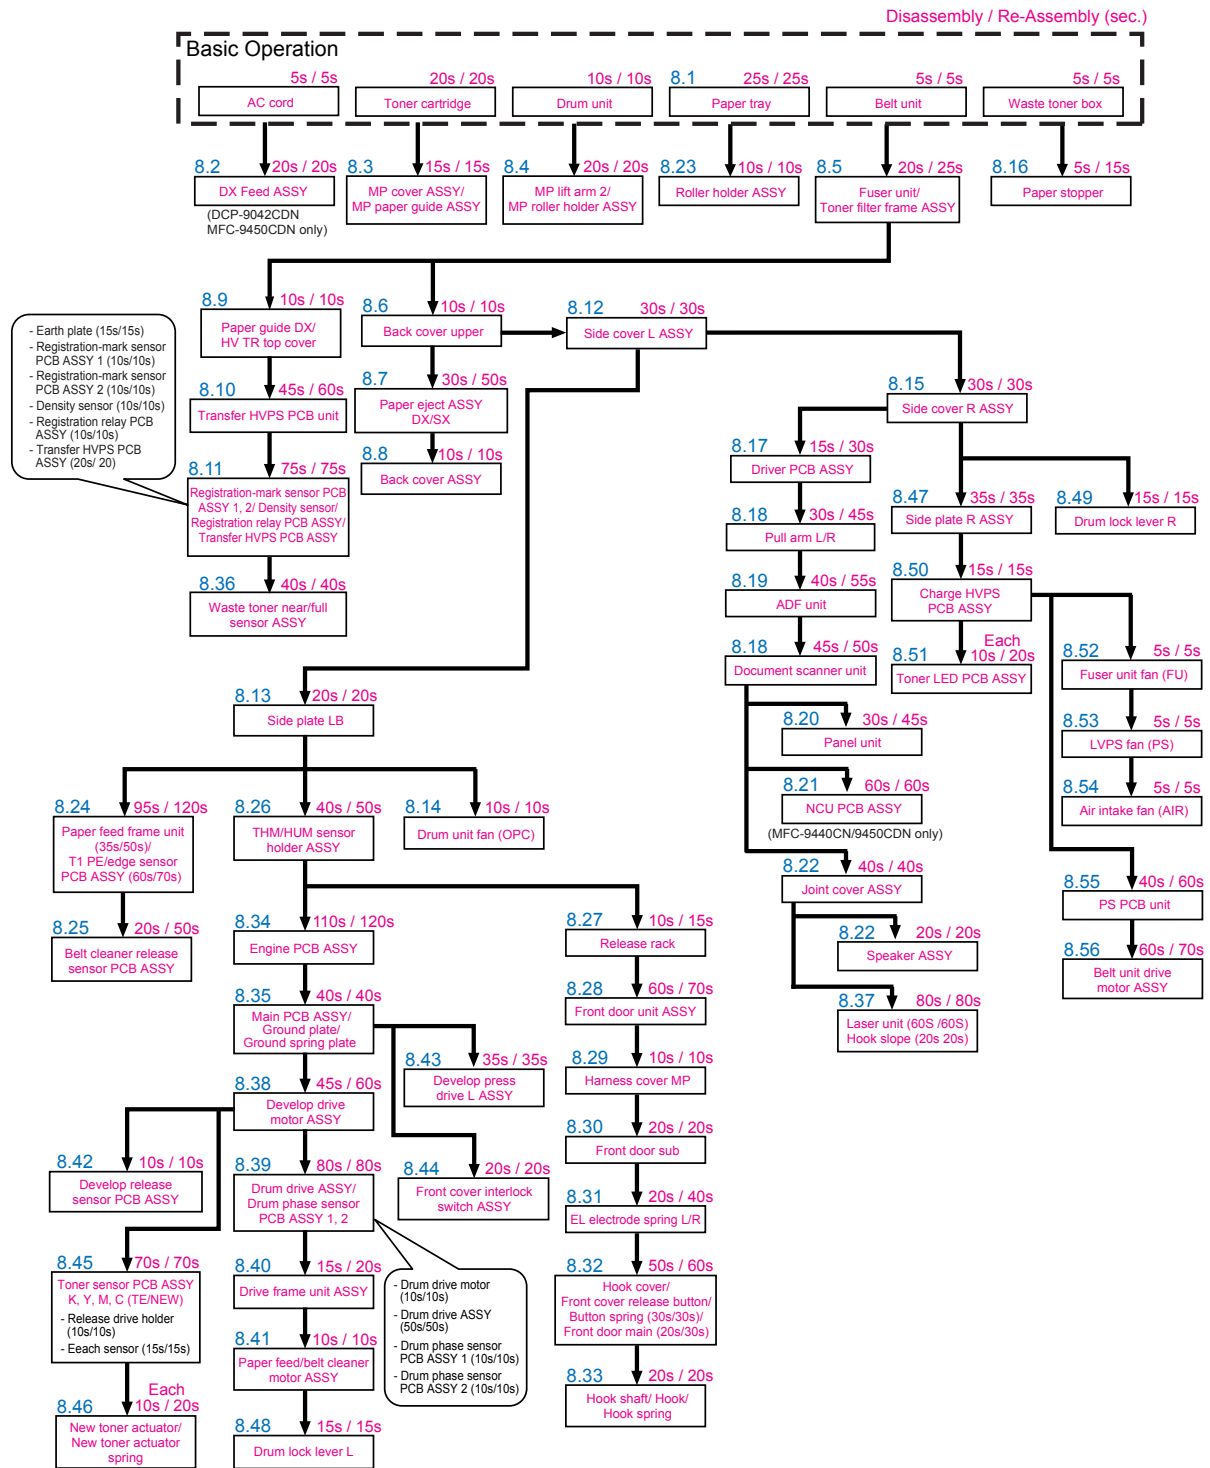 Disassembly / Re-Assembly (sec.)
Basic Operation
5s / 5s
AC cord
20s / 20s
Toner cartridge
10s / 10s
Drum unit
8.1
25s / 25s
Paper tray
5s / 5s
Belt unit
5s / 5s
Waste toner box
8.2
20s / 20s
DX Feed ASSY
(DCP-9042CDN
MFC-9450CDN only)
8.3
15s / 15s
MP cover ASSY/
MP paper guide ASSY
8.4
20s / 20s
MP lift arm 2/
MP roller holder ASSY
8.23
10s / 10s
Roller holder ASSY
8.5
20s / 25s
Fuser unit/
Toner filter frame ASSY
8.16
5s / 15s
Paper stopper
8.9
10s / 10s
Paper guide DX/
HV TR top cover
8.6
10s / 10s
Back cover upper
8.12
30s / 30s
Side cover L ASSY
- Earth plate (15s/15s)
- Registration-mark sensor
PCB ASSY 1 (10s/10s)
- Registration-mark sensor
PCB ASSY 2 (10s/10s)
- Density sensor (10s/10s)
- Registration relay PCB
ASSY (10s/10s)
- Transfer HVPS PCB
ASSY (20s/ 20)
8.10
45s / 60s
Transfer HVPS PCB unit
8.7
30s / 50s
Paper eject ASSY
DX/SX
8.8
10s / 10s
Back cover ASSY
8.11
75s / 75s
Registration-mark sensor PCB
ASSY 1, 2/ Density sensor/
Registration relay PCB ASSY/
Transfer HVPS PCB ASSY
8.36
40s / 40s
Waste toner near/full
sensor ASSY
8.15
30s / 30s
Side cover R ASSY
8.17
15s / 30s
Driver PCB ASSY
8.18
30s / 45s
Pull arm L/R
8.19
40s / 55s
ADF unit
8.18
45s / 50s
Document scanner unit
8.47
35s / 35s
Side plate R ASSY
8.49
15s / 15s
Drum lock lever R
8.50
15s / 15s
Charge HVPS
PCB ASSY
8.51
Each
10s / 20s
Toner LED PCB ASSY
8.52
5s / 5s
Fuser unit fan (FU)
8.53
5s / 5s
LVPS fan (PS)
8.54
5s / 5s
Air intake fan (AIR)
8.55
40s / 60s
PS PCB unit
8.56
60s / 70s
Belt unit drive
motor ASSY
8.20
30s / 45s
Panel unit
8.21
60s / 60s
NCU PCB ASSY
(MFC-9440CN/9450CDN only)
8.22
40s / 40s
Joint cover ASSY
8.22
20s / 20s
Speaker ASSY
8.37
80s / 80s
Laser unit (60S /60S)
Hook slope (20s 20s)
8.13
20s / 20s
Side plate LB
8.24
95s / 120s
Paper feed frame unit
(35s/50s)/
T1 PE/edge sensor
PCB ASSY (60s/70s)
8.25
20s / 50s
Belt cleaner release
sensor PCB ASSY
8.26
40s / 50s
THM/HUM sensor
holder ASSY
8.14
10s / 10s
Drum unit fan (OPC)
8.34
110s / 120s
Engine PCB ASSY
8.35
40s / 40s
Main PCB ASSY/
Ground plate/
Ground spring plate
8.43
35s / 35s
Develop press
drive L ASSY
8.38
45s / 60s
Develop drive
motor ASSY
8.42
10s / 10s
Develop release
sensor PCB ASSY
8.39
80s / 80s
Drum drive ASSY/
Drum phase sensor
PCB ASSY 1, 2
8.44
20s / 20s
Front cover interlock
switch ASSY
8.45
70s / 70s
Toner sensor PCB ASSY
K, Y, M, C (TE/NEW)
- Release drive holder
(10s/10s)
- Eeach sensor (15s/15s)
8.46
Each
10s / 20s
New toner actuator/
New toner actuator
spring
8.40
15s / 20s
Drive frame unit ASSY
- Drum drive motor
(10s/10s)
- Drum drive ASSY
(50s/50s)
- Drum phase sensor
PCB ASSY 1 (10s/10s)
- Drum phase sensor
PCB ASSY 2 (10s/10s)
8.41
10s / 10s
Paper feed/belt cleaner
motor ASSY
8.48
15s / 15s
Drum lock lever L
8.27
10s / 15s
Release rack
8.28
60s / 70s
Front door unit ASSY
8.29
10s / 10s
Harness cover MP
8.30
20s / 20s
Front door sub
8.31
20s / 40s
EL electrode spring L/R
8.32
50s / 60s
Hook cover/
Front cover release button/
Button spring (30s/30s)/
Front door main (20s/30s)
8.33
20s / 20s
Hook shaft/ Hook/
Hook spring